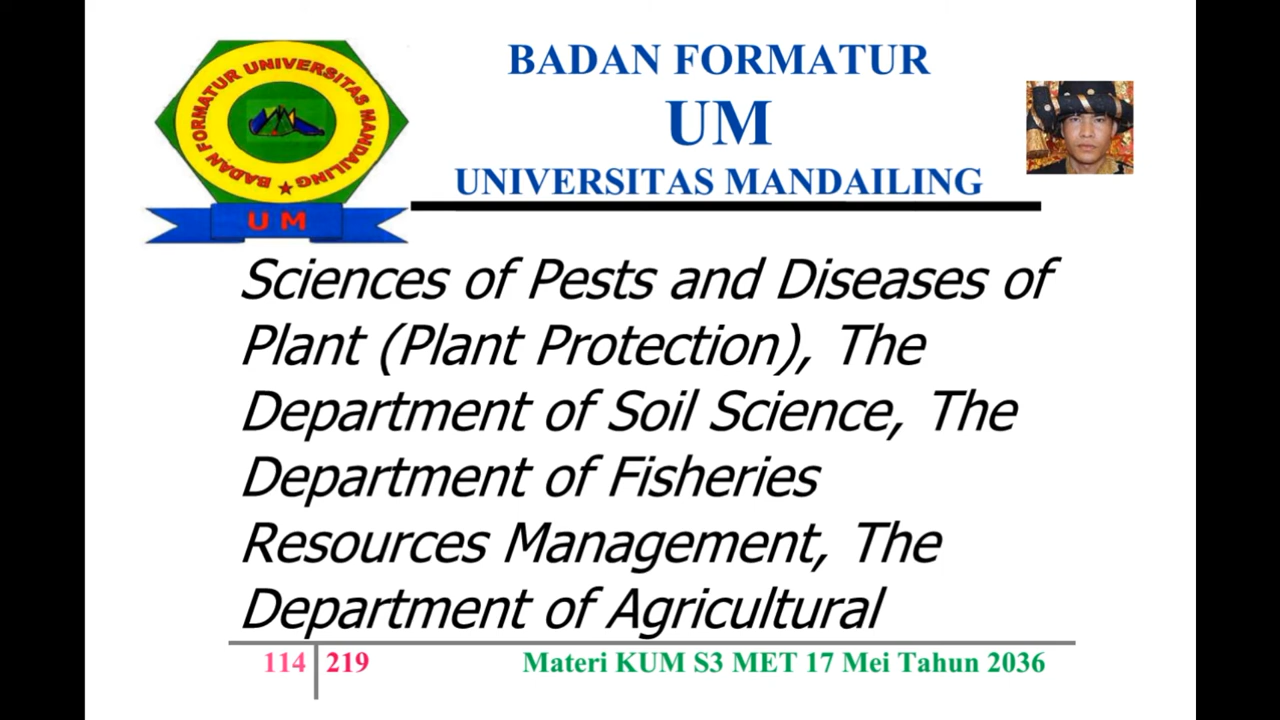 BADAN FORMATUR UNIVERSITAS MANDAILING
U M
BADAN FORMATUR
UM
UNIVERSITAS MANDAILING
Sciences of Pests and Diseases of
Plant (Plant Protection), The
Department of Soil Science, The
Department of Fisheries
Resources Management, The
Department of Agricultural
114 219 Materi KUM S3 MET 17 Mei Tahun 2036